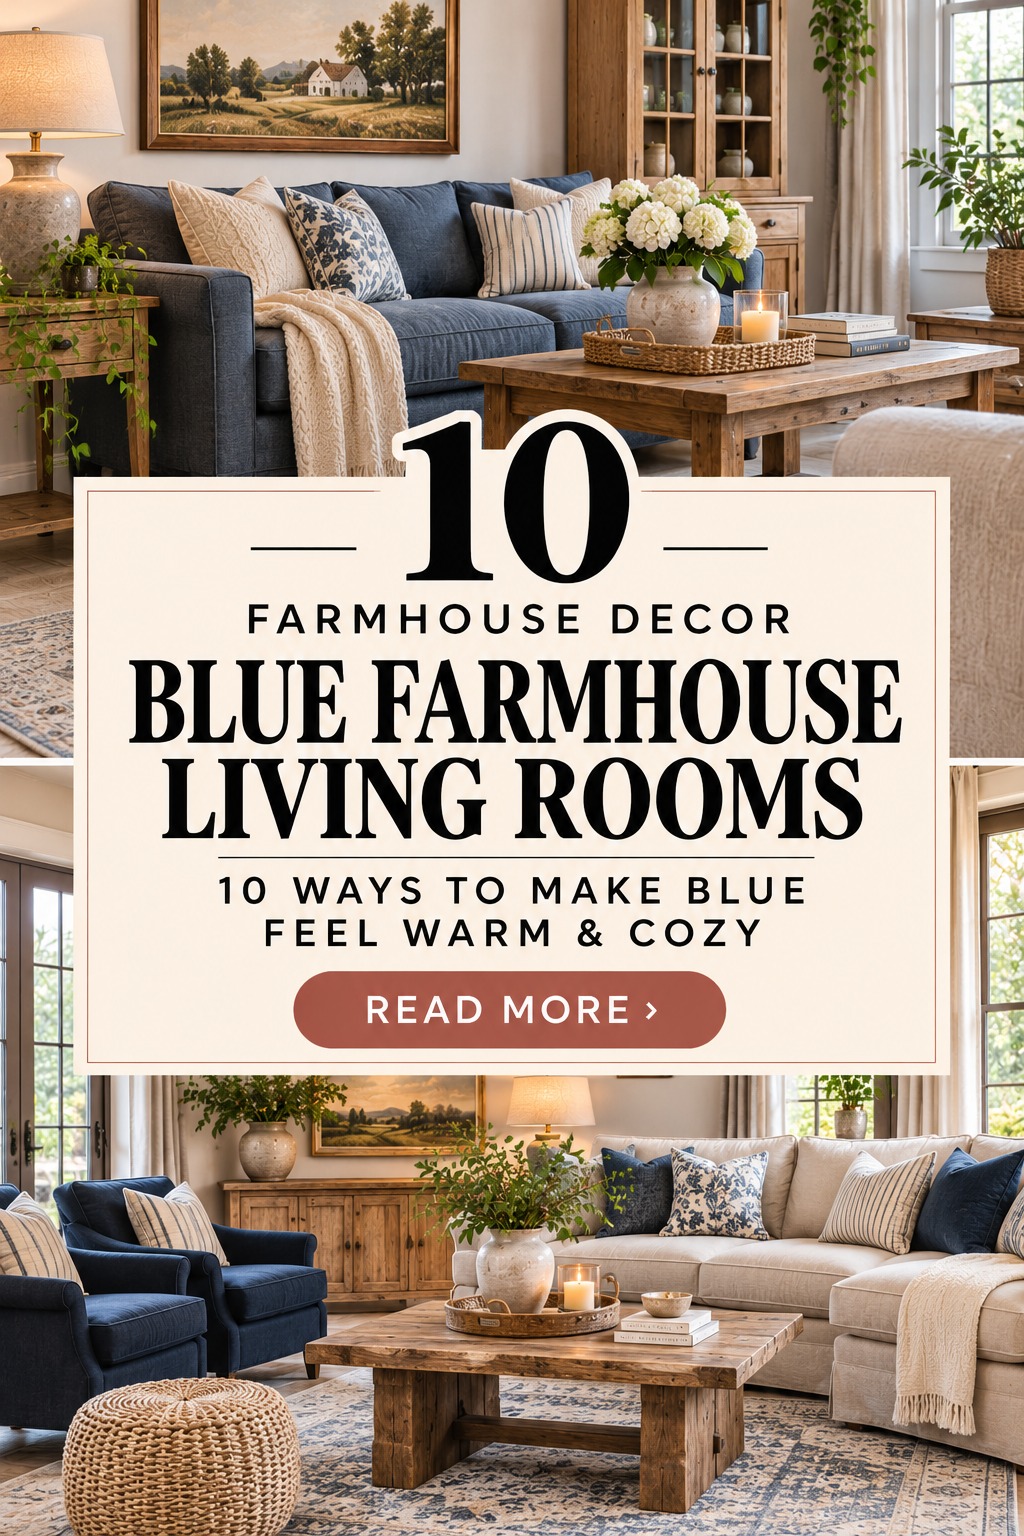 10
FARMHOUSE DECOR
BLUE FARMHOUSE
LIVING ROOMS
10 WAYS TO MAKE BLUE
FEEL WARM & COZY
READ MORE ›